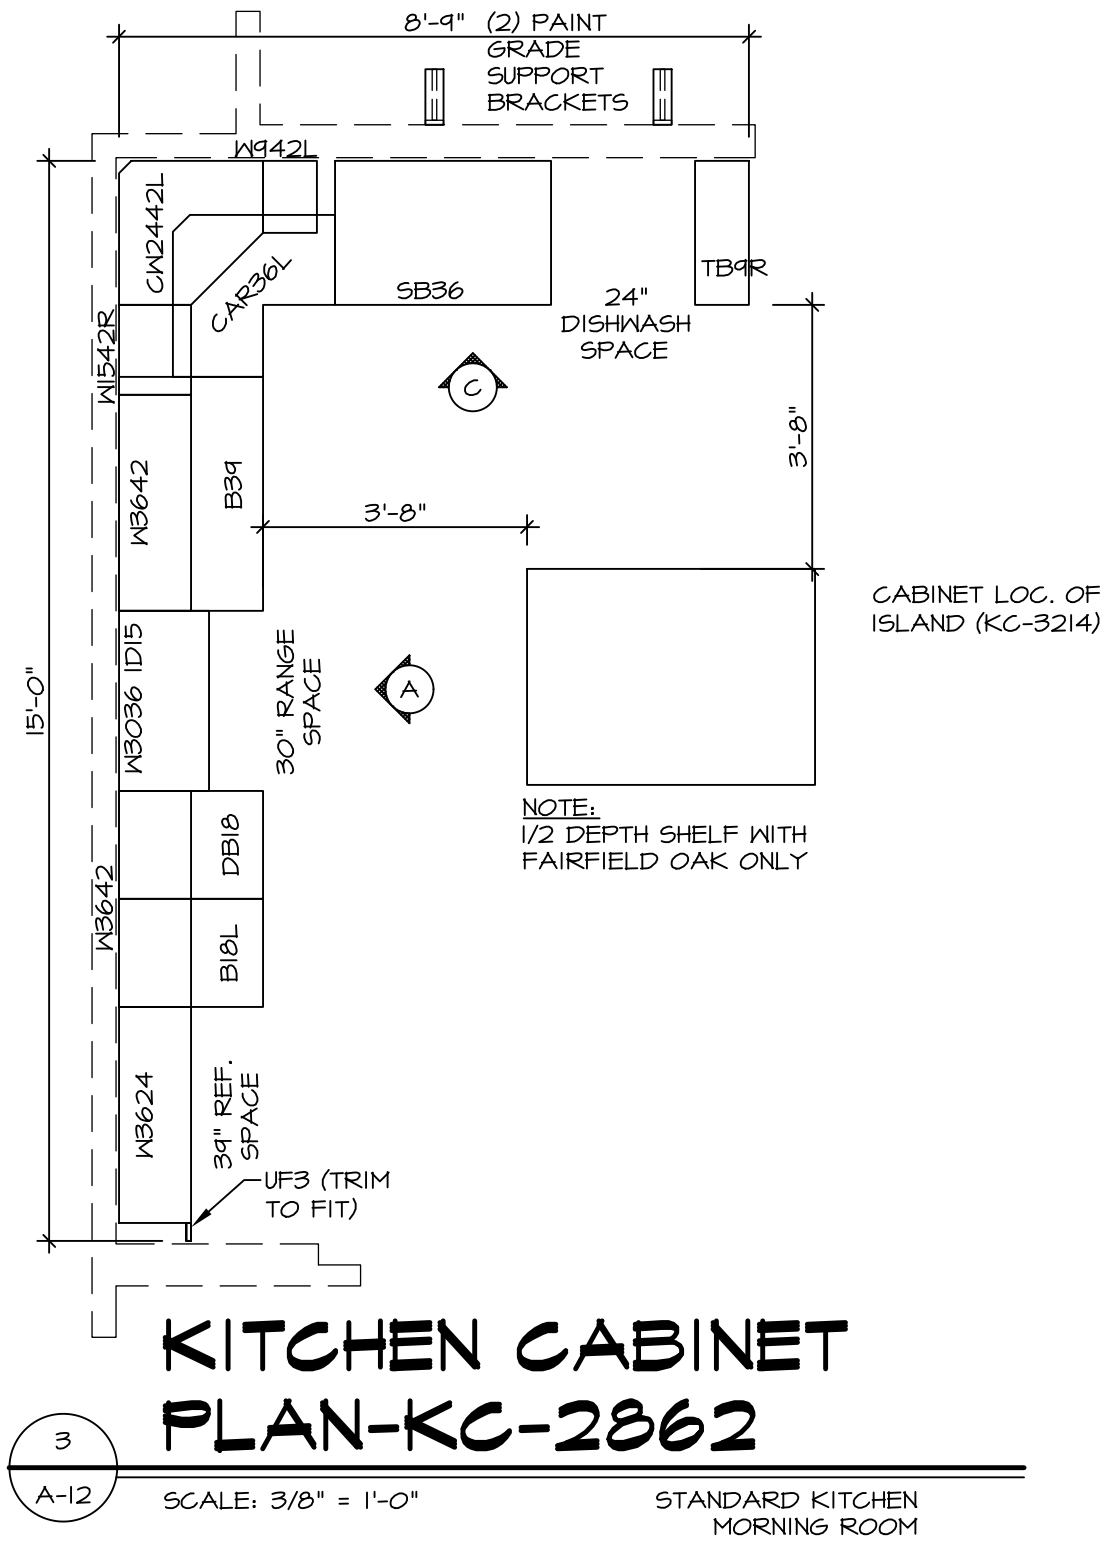 8'-9"
(2) PAINT
GRADE
SUPPORT
BRACKETS
W942L
CW2442L
CAR36L
SB36
TB9R
24"
DISHWASH
SPACE
W1542R
C
3'-8"
W3642
B39
3'-8"
CABINET LOC. OF
ISLAND (KC-3214)
15'-0"
W3036 1D15
30" RANGE
SPACE
A
NOTE:
1/2 DEPTH SHELF WITH
FAIRFIELD OAK ONLY
DB18
W3642
B18L
W3624
39" REF.
SPACE
UF3 (TRIM
TO FIT)
KITCHEN CABINET
PLAN-KC-2862
3
A-12
SCALE: 3/8" = 1'-0"
STANDARD KITCHEN
MORNING ROOM